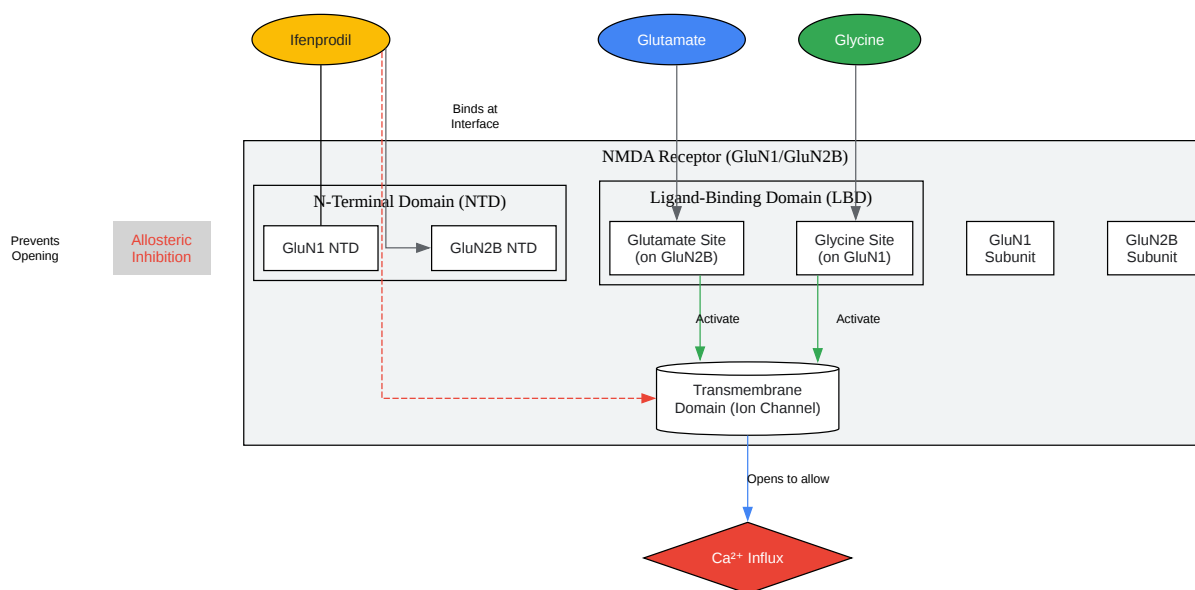 Ifenprodil
Glutamate
Glycine
Binds at
Interface
NMDA Receptor (GluN1/GluN2B)
N-Terminal Domain (NTD)
Ligand-Binding Domain (LBD)
Prevents
Opening
Allosteric
Inhibition
GluN1 NTD
GluN2B NTD
Glutamate Site
(on GluN2B)
Glycine Site
(on GluN1)
GluN1
Subunit
GluN2B
Subunit
Activate
Activate
Transmembrane
Domain (Ion Channel)
Opens to allow
Ca²⁺ Influx